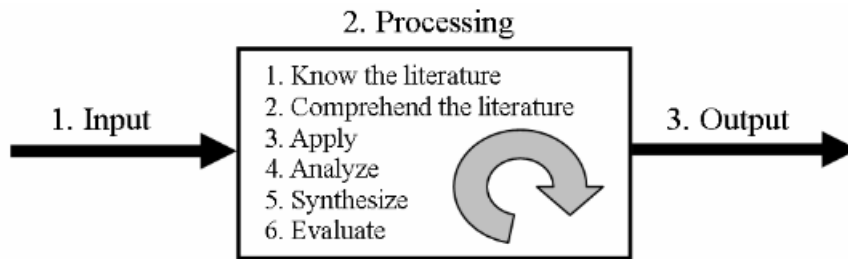 2. Processing
1. Input
1. Know the literature
2. Comprehend the literature
3. Apply
4. Analyze
5. Synthesize
6. Evaluate
3. Output